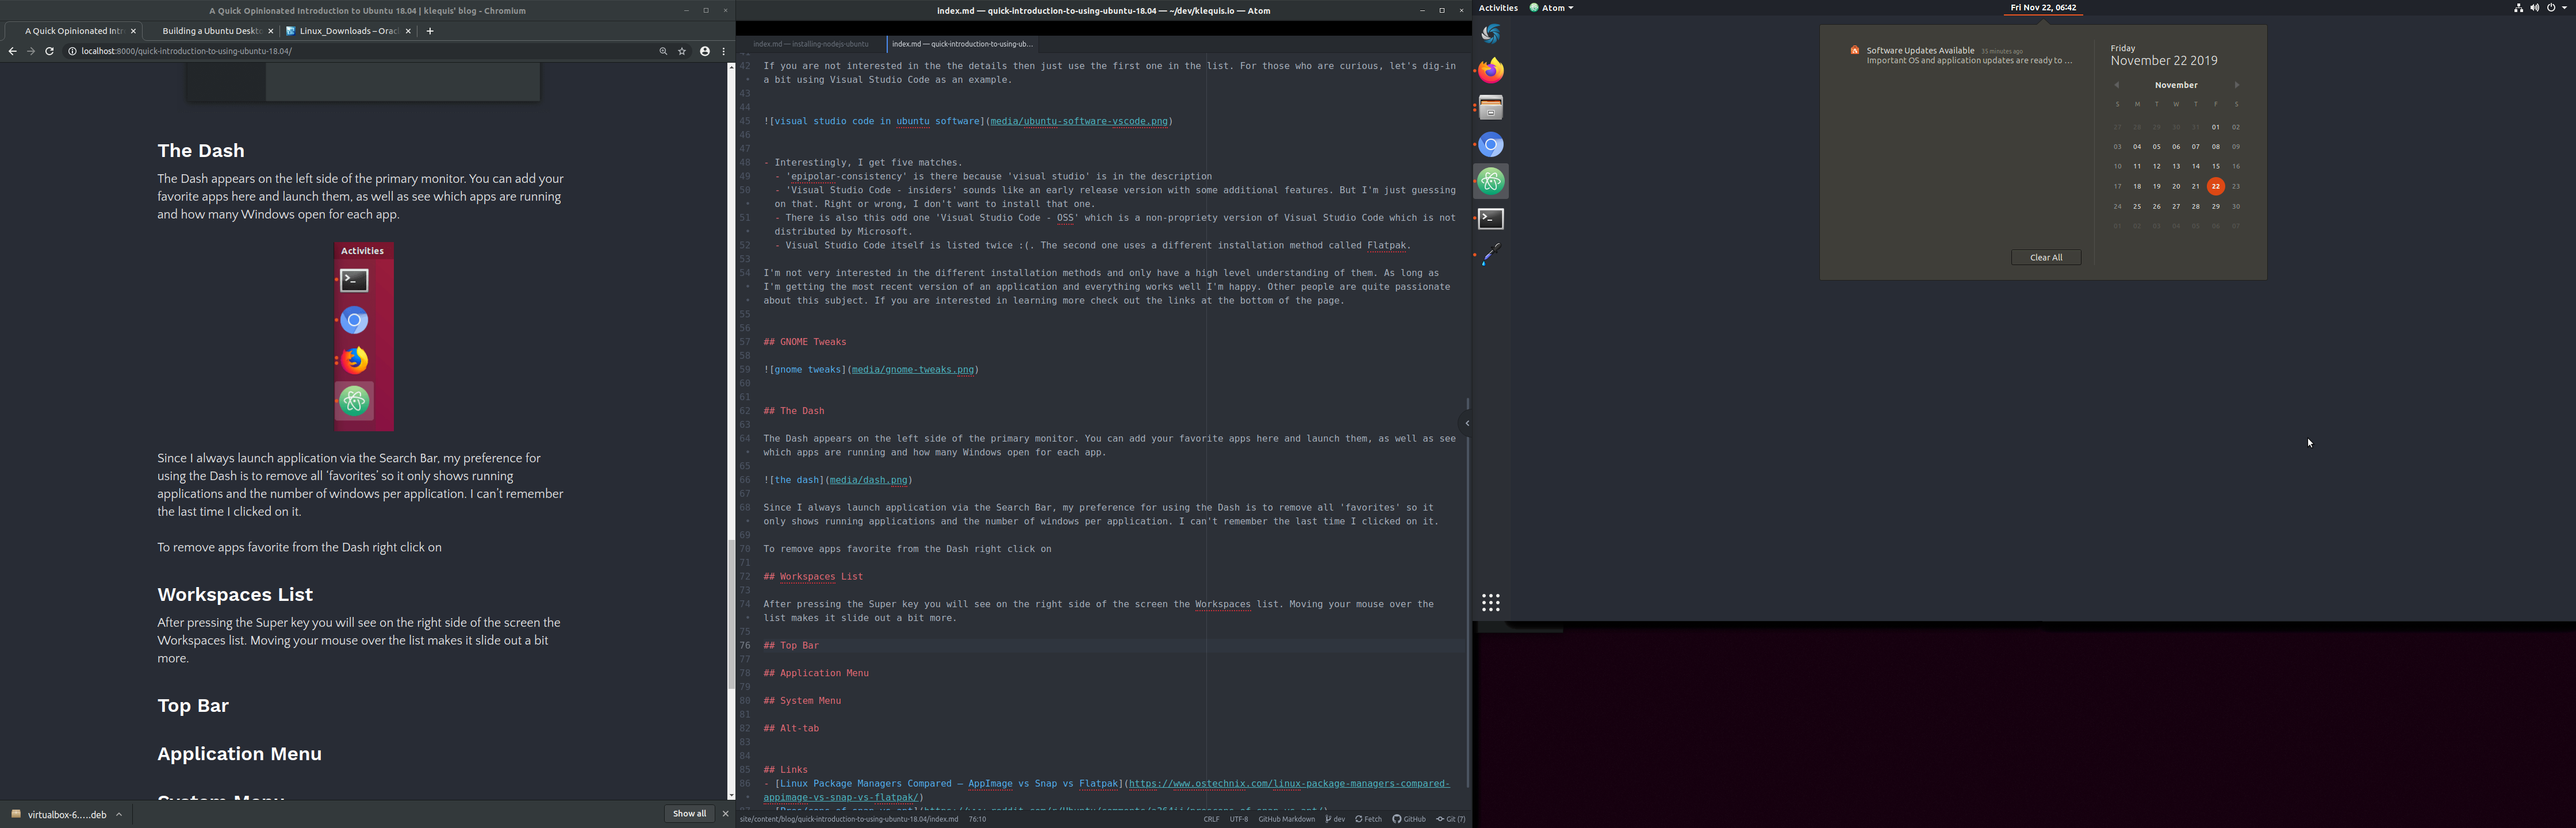 A Quick Opinionated Introduction to Ubuntu 18.04 | klequis' blog - Chromium
A Quick Opinionated Intr
Building a Ubuntu Deskt
Linux_Downloads – Orac
localhost:8000/quick-introduction-to-using-ubuntu-18.04/
The Dash
The Dash appears on the left side of the primary monitor. You can add your
favorite apps here and launch them, as well as see which apps are running
and how many Windows open for each app.
Activities
Since I always launch application via the Search Bar, my preference for
using the Dash is to remove all ‘favorites’ so it only shows running
applications and the number of windows per application. I can’t remember
the last time I clicked on it.
To remove apps favorite from the Dash right click on
Workspaces List
After pressing the Super key you will see on the right side of the screen the
Workspaces list. Moving your mouse over the list makes it slide out a bit
more.
Top Bar
Application Menu
System Menu
virtualbox-6.....deb
Show all
index.md — quick-introduction-to-using-ubuntu-18.04 — ~/dev/klequis.io — Atom
index.md — installing-nodejs-ubuntu
index.md — quick-introduction-to-using-ub...
42 If you are not interested in the the details then just use the first one in the list. For those who are curious, let's dig-in
a bit using Visual Studio Code as an example.
43
44
45 ![visual studio code in ubuntu software](media/ubuntu-software-vscode.png)
46
47
48 - Interestingly, I get five matches.
49 - 'epipolar-consistency' is there because 'visual studio' is in the description
50 - 'Visual Studio Code - insiders' sounds like an early release version with some additional features. But I'm just guessing
on that. Right or wrong, I don't want to install that one.
51 - There is also this odd one 'Visual Studio Code - OSS' which is a non-propriety version of Visual Studio Code which is not
distributed by Microsoft.
52 - Visual Studio Code itself is listed twice :(. The second one uses a different installation method called Flatpak.
53
54 I'm not very interested in the different installation methods and only have a high level understanding of them. As long as
I'm getting the most recent version of an application and everything works well I'm happy. Other people are quite passionate
about this subject. If you are interested in learning more check out the links at the bottom of the page.
55
56
57 ## GNOME Tweaks
58
59 ![gnome tweaks](media/gnome-tweaks.png)
60
61
62 ## The Dash
63
64 The Dash appears on the left side of the primary monitor. You can add your favorite apps here and launch them, as well as see
which apps are running and how many Windows open for each app.
65
66 ![the dash](media/dash.png)
67
68 Since I always launch application via the Search Bar, my preference for using the Dash is to remove all 'favorites' so it
only shows running applications and the number of windows per application. I can't remember the last time I clicked on it.
69
70 To remove apps favorite from the Dash right click on
71
72 ## Workspaces List
73
74 After pressing the Super key you will see on the right side of the screen the Workspaces list. Moving your mouse over the
list makes it slide out a bit more.
75
76 ## Top Bar
77
78 ## Application Menu
79
80 ## System Menu
81
82 ## Alt-tab
83
84
85 ## Links
86 - [Linux Package Managers Compared – AppImage vs Snap vs Flatpak](https://www.ostechnix.com/linux-package-managers-compared-
appimage-vs-snap-vs-flatpak/)
site/content/blog/quick-introduction-to-using-ubuntu-18.04/index.md 76:10
CRLF UTF-8 GitHub Markdown dev Fetch GitHub Git (7)
Activities Atom
Fri Nov 22, 06:42
Software Updates Available 35 minutes ago
Important OS and application updates are ready to ...
Clear All
Friday
November 22 2019
November
S M T W T F S
27 28 29 30 31 01 02
03 04 05 06 07 08 09
10 11 12 13 14 15 16
17 18 19 20 21 22 23
24 25 26 27 28 29 30
01 02 03 04 05 06 07